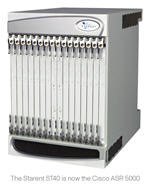 The Starent ST40 is now the Cisco ASR 5000